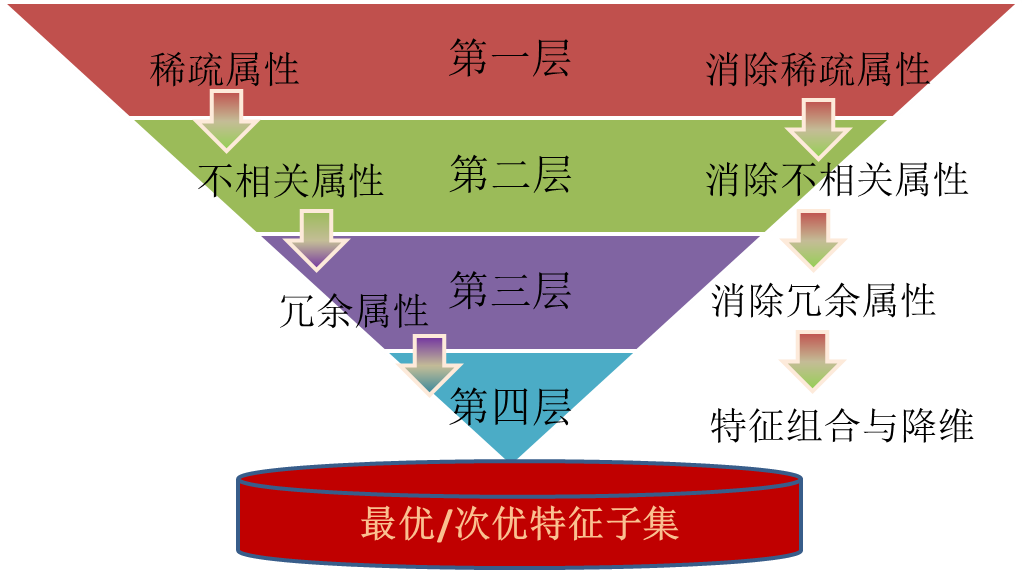 稀疏属性
第一层
消除稀疏属性
不相关属性
第二层
消除不相关属性
冗余属性
第三层
消除冗余属性
第四层
特征组合与降维
最优/次优特征子集